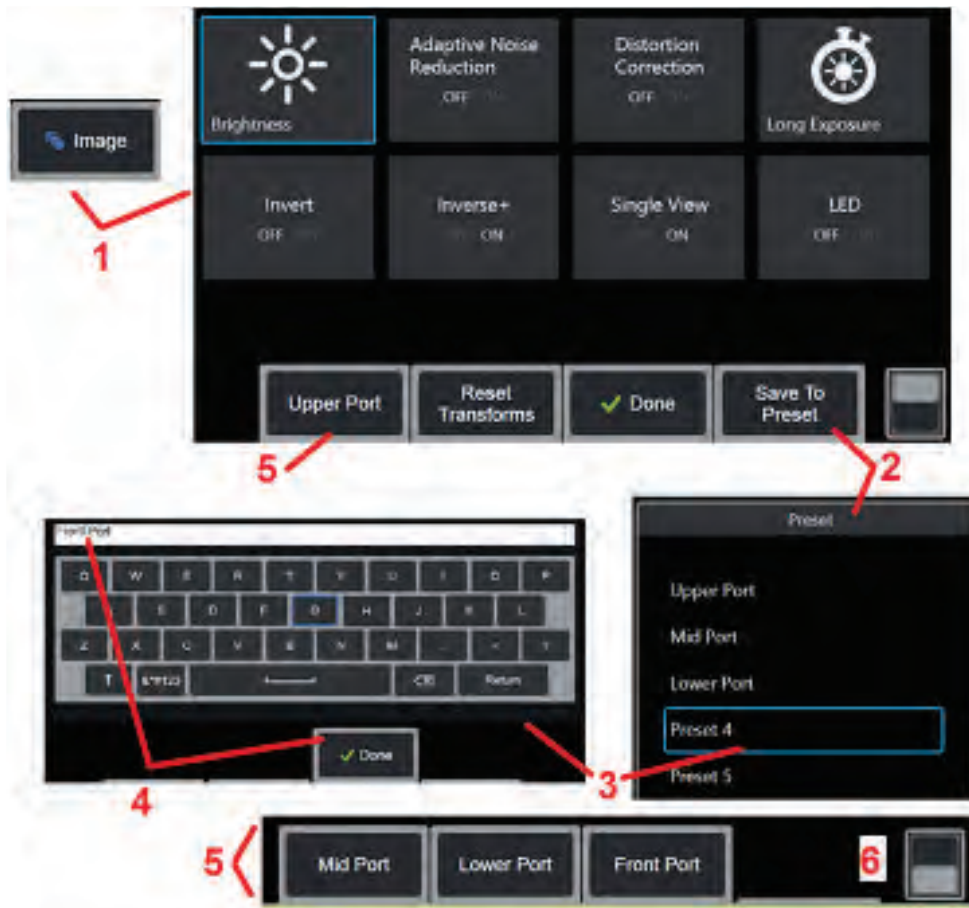 Image
1
Brightness
Adaptive Noise
Reduction
OFF
Distortion
Correction
OFF
Long Exposure
Invert
OFF
Inverse+
ON
Single View
ON
LED
OFF
Upper Port
Reset
Transforms
Done
Save To
Preset
5
2
Front Port
W
T
H
L
Z
X
Return
Done
4
3
Preset
Upper Port
Mid Port
Lower Port
Preset 4
Preset 5
5
Mid Port
Lower Port
Front Port
6